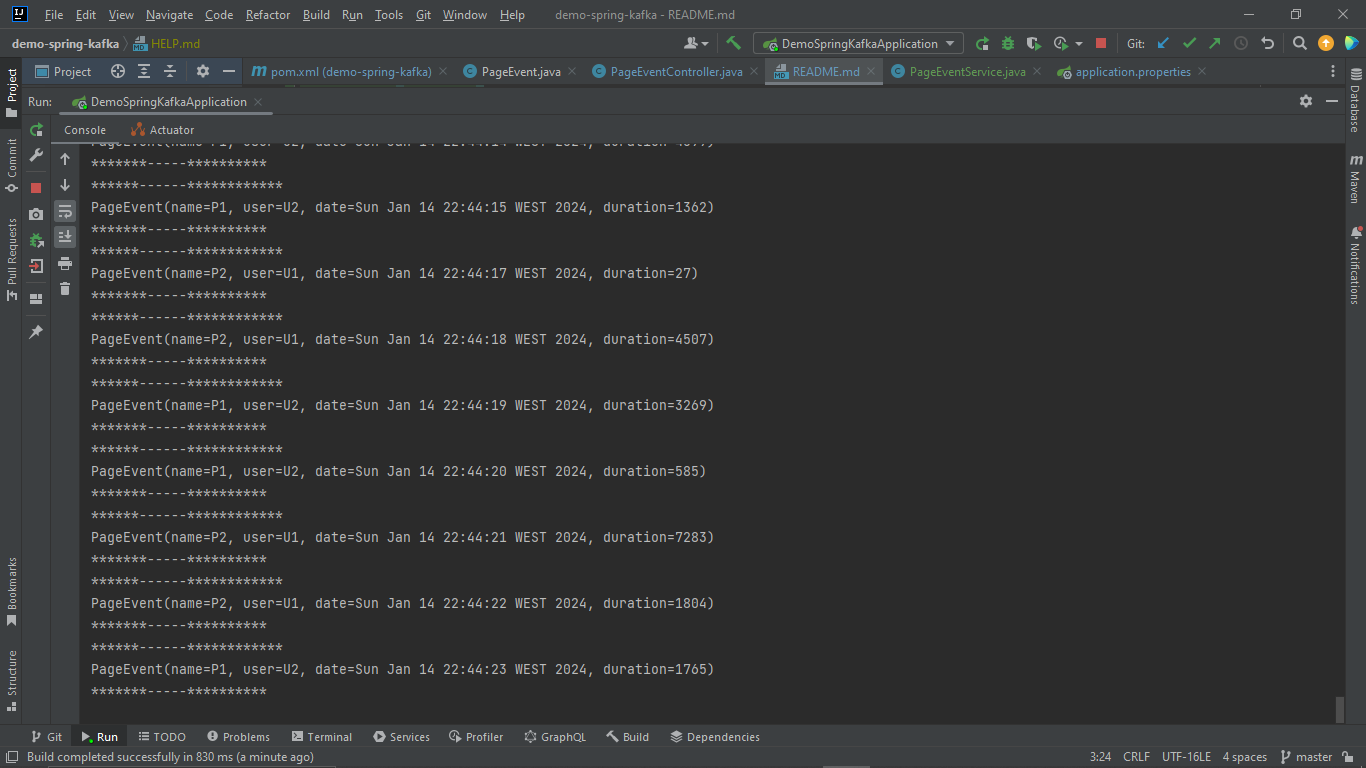 File Edit View Navigate Code Refactor Build Run Tools Git Window Help demo-spring-kafka - README.md
demo-spring-kafka HELP.md DemoSpringKafkaApplication Git:
Project pom.xml (demo-spring-kafka) PageEvent.java PageEventController.java README.md PageEventService.java application.properties
Run: DemoSpringKafkaApplication
Console Actuator
*******-----**********
******------************
PageEvent(name=P1, user=U2, date=Sun Jan 14 22:44:15 WEST 2024, duration=1362)
*******-----**********
******------************
PageEvent(name=P2, user=U1, date=Sun Jan 14 22:44:17 WEST 2024, duration=27)
*******-----**********
******------************
PageEvent(name=P2, user=U1, date=Sun Jan 14 22:44:18 WEST 2024, duration=4507)
*******-----**********
******------************
PageEvent(name=P1, user=U2, date=Sun Jan 14 22:44:19 WEST 2024, duration=3269)
*******-----**********
******------************
PageEvent(name=P1, user=U2, date=Sun Jan 14 22:44:20 WEST 2024, duration=585)
*******-----**********
******------************
PageEvent(name=P2, user=U1, date=Sun Jan 14 22:44:21 WEST 2024, duration=7283)
*******-----**********
******------************
PageEvent(name=P2, user=U1, date=Sun Jan 14 22:44:22 WEST 2024, duration=1804)
*******-----**********
******------************
PageEvent(name=P1, user=U2, date=Sun Jan 14 22:44:23 WEST 2024, duration=1765)
*******-----**********
Project
Commit
Pull Requests
Bookmarks
Structure
Database
Maven
Notifications
Git Run TODO Problems Terminal Services Profiler GraphQL Build Dependencies
Build completed successfully in 830 ms (a minute ago) 3:24 CRLF UTF-16LE 4 spaces master